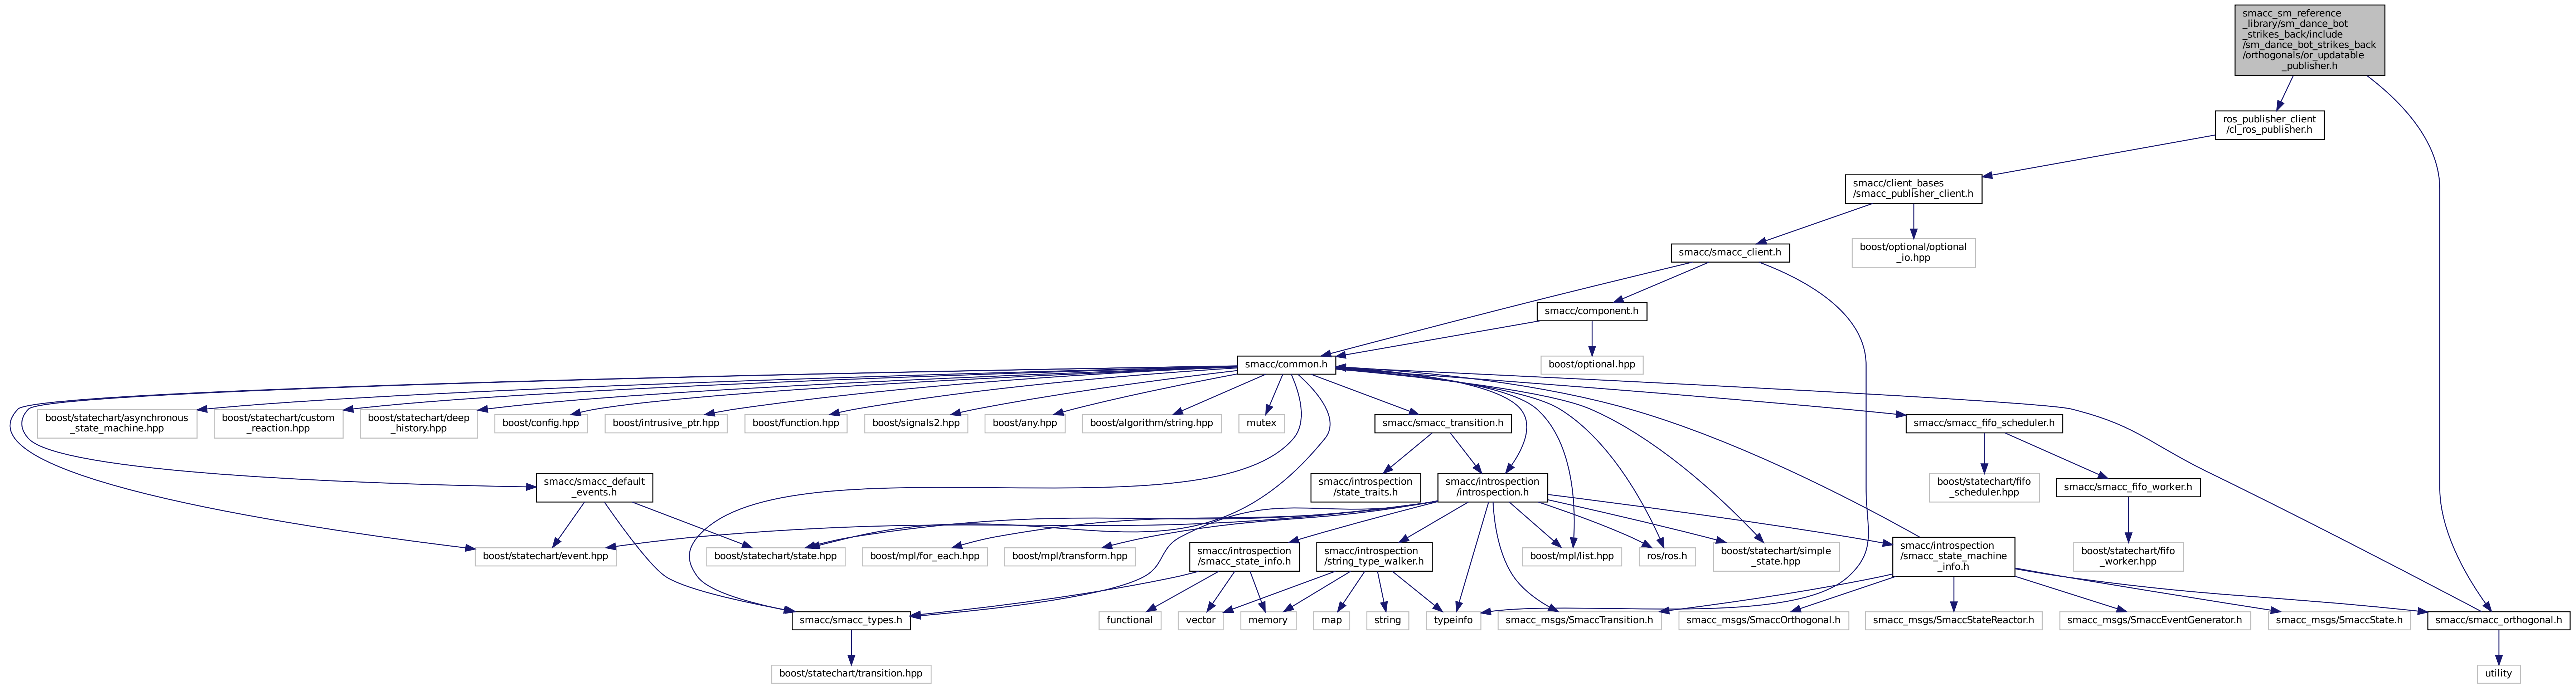 smacc_sm_reference
_library/sm_dance_bot
_strikes_back/include
/sm_dance_bot_strikes_back
/orthogonals/or_updatable
_publisher.h
ros_publisher_client
/cl_ros_publisher.h
smacc/client_bases
/smacc_publisher_client.h
smacc/smacc_client.h
boost/optional/optional
_io.hpp
smacc/component.h
smacc/common.h
boost/optional.hpp
boost/statechart/asynchronous
_state_machine.hpp
boost/statechart/custom
_reaction.hpp
boost/statechart/deep
_history.hpp
boost/config.hpp
boost/intrusive_ptr.hpp
boost/function.hpp
boost/signals2.hpp
boost/any.hpp
boost/algorithm/string.hpp
mutex
smacc/smacc_transition.h
smacc/smacc_fifo_scheduler.h
smacc/smacc_default
_events.h
smacc/introspection
/state_traits.h
smacc/introspection
/introspection.h
boost/statechart/fifo
_scheduler.hpp
smacc/smacc_fifo_worker.h
boost/statechart/event.hpp
boost/statechart/state.hpp
boost/mpl/for_each.hpp
boost/mpl/transform.hpp
smacc/introspection
/smacc_state_info.h
smacc/introspection
/string_type_walker.h
boost/mpl/list.hpp
ros/ros.h
boost/statechart/simple
_state.hpp
smacc/introspection
/smacc_state_machine
_info.h
boost/statechart/fifo
_worker.hpp
smacc/smacc_types.h
functional
vector
memory
map
string
typeinfo
smacc_msgs/SmaccTransition.h
smacc_msgs/SmaccOrthogonal.h
smacc_msgs/SmaccStateReactor.h
smacc_msgs/SmaccEventGenerator.h
smacc_msgs/SmaccState.h
smacc/smacc_orthogonal.h
boost/statechart/transition.hpp
utility